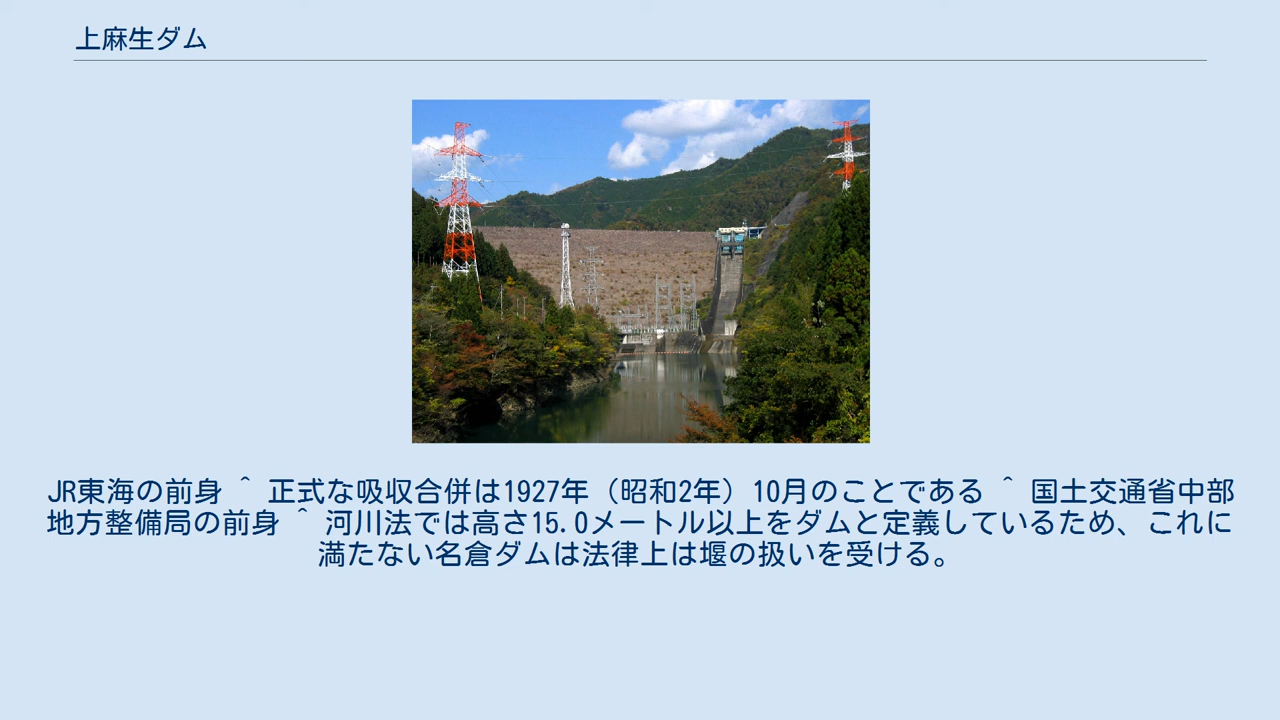 上麻生ダム
JR東海の前身 ^ 正式な吸収合併は1927年（昭和2年）10月のことである ^ 国土交通省中部
地方整備局の前身 ^ 河川法では高さ15.0メートル以上をダムと定義しているため、これに
満たない名倉ダムは法律上は堰の扱いを受ける。